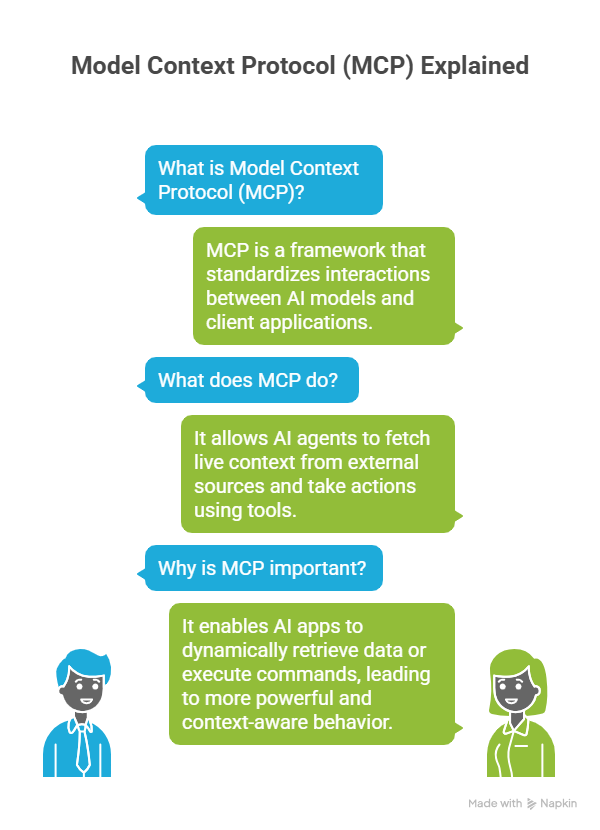 Model Context Protocol (MCP) Explained
What is Model Context
Protocol (MCP)?
MCP is a framework that
standardizes interactions
between AI models and
client applications.
What does MCP do?
It allows AI agents to fetch
live context from external
sources and take actions
using tools.
Why is MCP important?
It enables AI apps to
dynamically retrieve data or
execute commands, leading
to more powerful and
context-aware behavior.
Made with Napkin